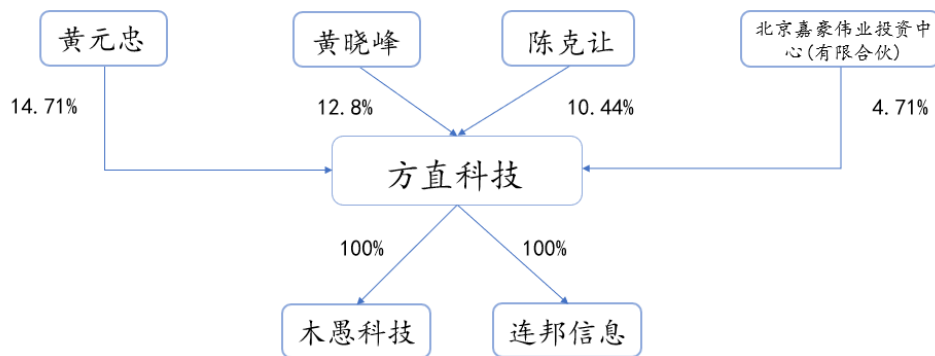 黄元忠
黄晓峰
陈克让
北京嘉豪伟业投资中
心(有限合伙)
14.71%
12.8%
10.44%
4.71%
方直科技
100%
100%
木愚科技
连邦信息